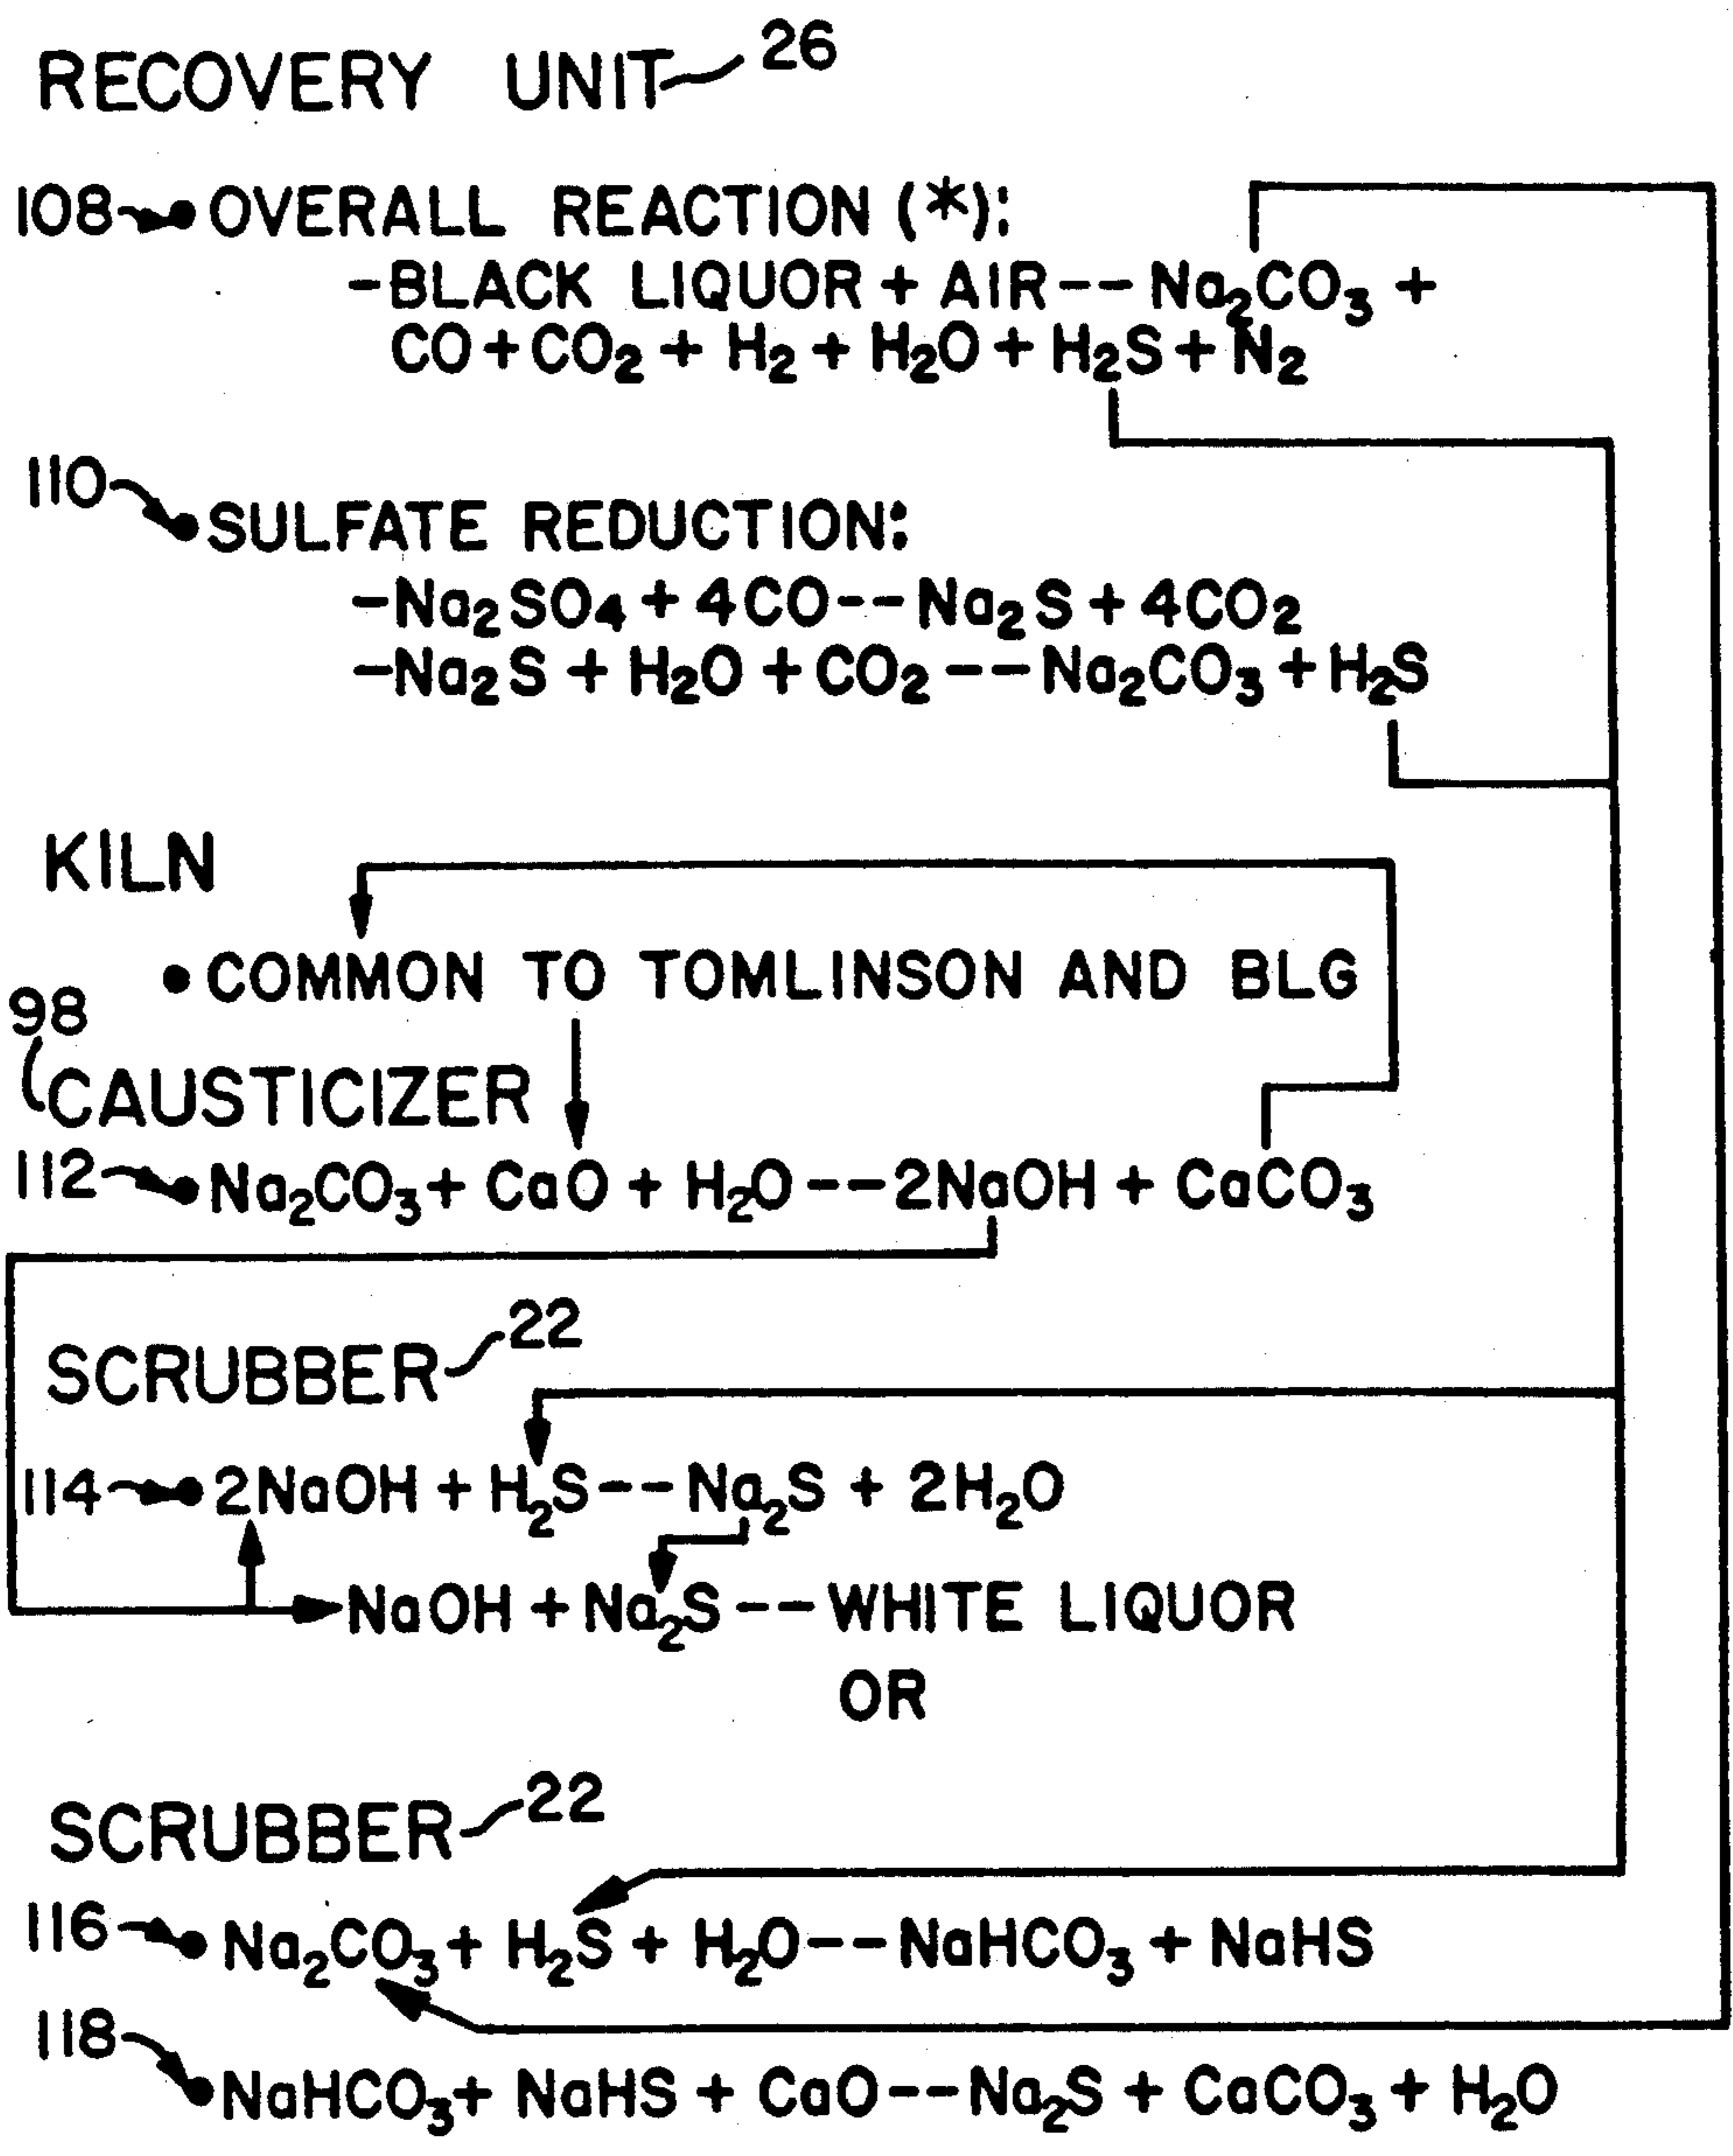 RECOVERY UNIT 26
108 • OVERALL REACTION (*):
-BLACK LIQUOR + AIR -- Na₂CO₃ +
CO + CO₂ + H₂ + H₂O + H₂S + N₂
110 • SULFATE REDUCTION:
-Na₂SO₄ + 4CO -- Na₂S + 4CO₂
-Na₂S + H₂O + CO₂ -- Na₂CO₃ + H₂S
KILN
• COMMON TO TOMLINSON AND BLG
98
CAUSTICIZER
112 • Na₂CO₃ + CaO + H₂O -- 2NaOH + CaCO₃
SCRUBBER 22
114 • 2NaOH + H₂S -- Na₂S + 2H₂O
NaOH + Na₂S -- WHITE LIQUOR
OR
SCRUBBER 22
116 • Na₂CO₃ + H₂S + H₂O -- NaHCO₃ + NaHS
118 • NaHCO₃ + NaHS + CaO -- Na₂S + CaCO₃ + H₂O